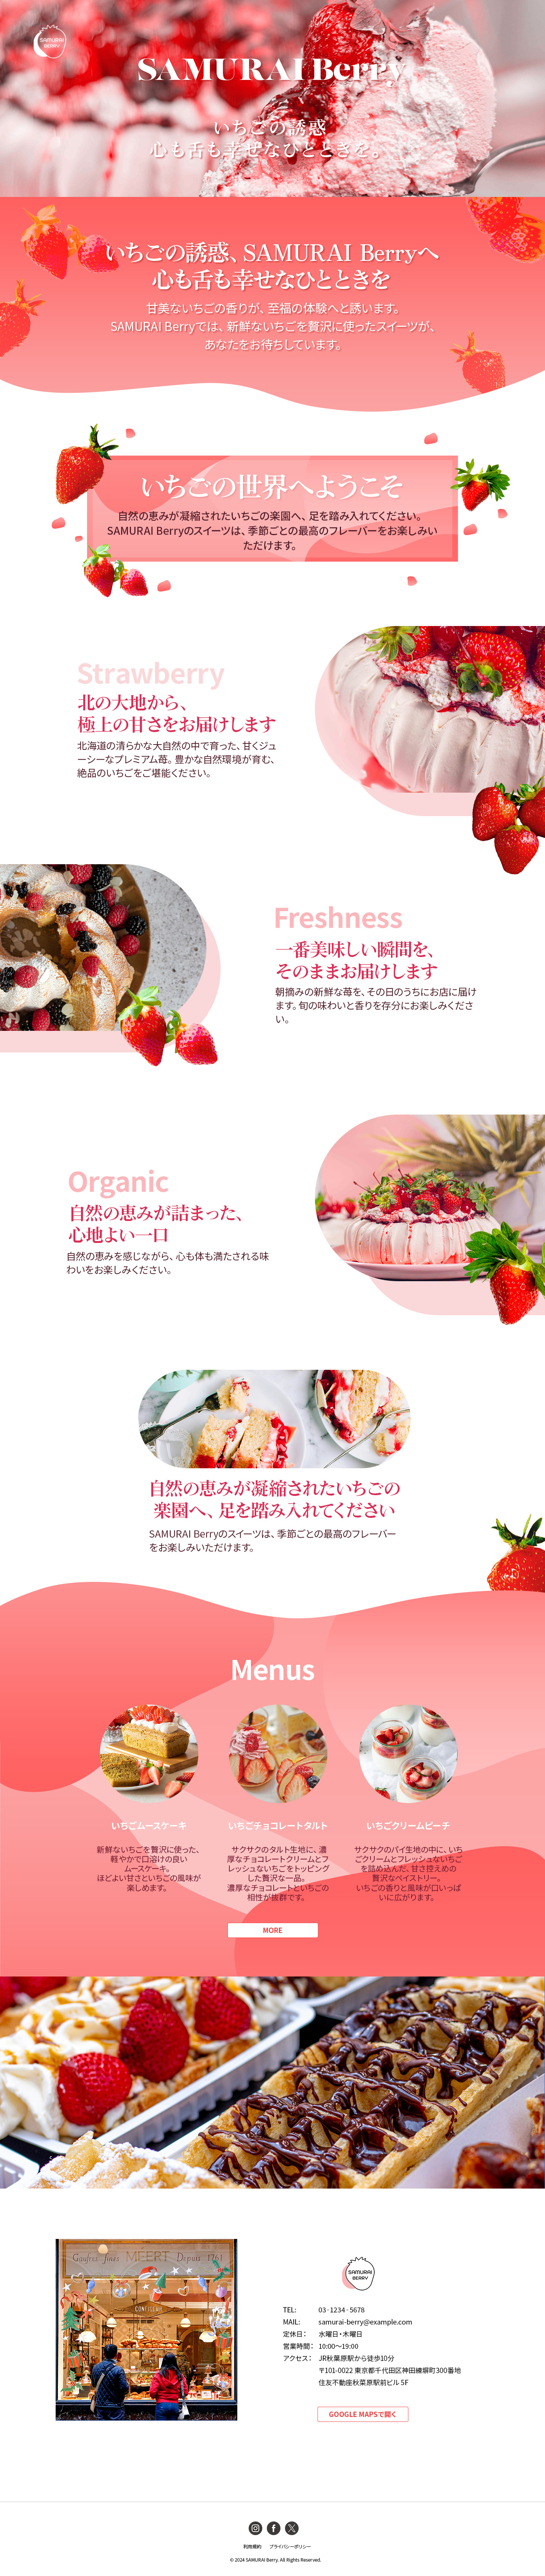 SAMURAI
BERRY
SAMURAI Berry
いちごの誘惑
心も舌も幸せなひとときを。
いちごの誘惑、SAMURAI Berryへ
心も舌も幸せなひとときを
甘美ないちごの香りが、至福の体験へと誘います。
SAMURAI Berryでは、新鮮ないちごを贅沢に使ったスイーツが、
あなたをお待ちしています。
いちごの世界へようこそ
自然の恵みが凝縮されたいちごの楽園へ、足を踏み入れてください。
SAMURAI Berryのスイーツは、季節ごとの最高のフレーバーをお楽しみい
ただけます。
Strawberry
北の大地から、
極上の甘さをお届けします
北海道の清らかな大自然の中で育った、甘くジュ
ーシーなプレミアム苺。豊かな自然環境が育む、
絶品のいちごをご堪能ください。
Freshness
一番美味しい瞬間を、
そのままお届けします
朝摘みの新鮮な苺を、その日のうちにお店に届け
ます。旬の味わいと香りを存分にお楽しみくださ
い。
Organic
自然の恵みが詰まった、
心地よい一口
自然の恵みを感じながら、心も体も満たされる味
わいをお楽しみください。
自然の恵みが凝縮されたいちごの
楽園へ、足を踏み入れてください
SAMURAI Berryのスイーツは、季節ごとの最高のフレーバー
をお楽しみいただけます。
Menus
いちごムースケーキ
新鮮ないちごを贅沢に使った、
軽やかで口溶けの良い
ムースケーキ。
ほどよい甘さといちごの風味が
楽しめます。
いちごチョコレートタルト
サクサクのタルト生地に、濃
厚なチョコレートクリームとフ
レッシュないちごをトッピング
した贅沢な一品。
濃厚なチョコレートといちごの
相性が抜群です。
いちごクリームピーチ
サクサクのパイ生地の中に、いち
ごクリームとフレッシュないちご
を詰め込んだ、甘さ控えめの
贅沢なペイストリー。
いちごの香りと風味が口いっぱ
いに広がります。
MORE
Gaufres fines MEERT Depuis 1761
CONFISEUR
SAMURAI
BERRY
TEL: 03-1234-5678
MAIL: samurai-berry@example.com
定休日： 水曜日・木曜日
営業時間： 10:00〜19:00
アクセス： JR秋葉原駅から徒歩10分
〒101-0022 東京都千代田区神田練塀町300番地
住友不動産秋葉原駅前ビル 5F
GOOGLE MAPSで開く
利用規約 プライバシーポリシー
© 2024 SAMURAI Berry. All Rights Reserved.